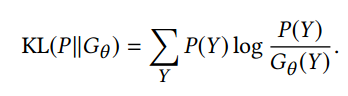 KL(P∥G_θ) = ∑_Y P(Y) log P(Y)/G_θ(Y).